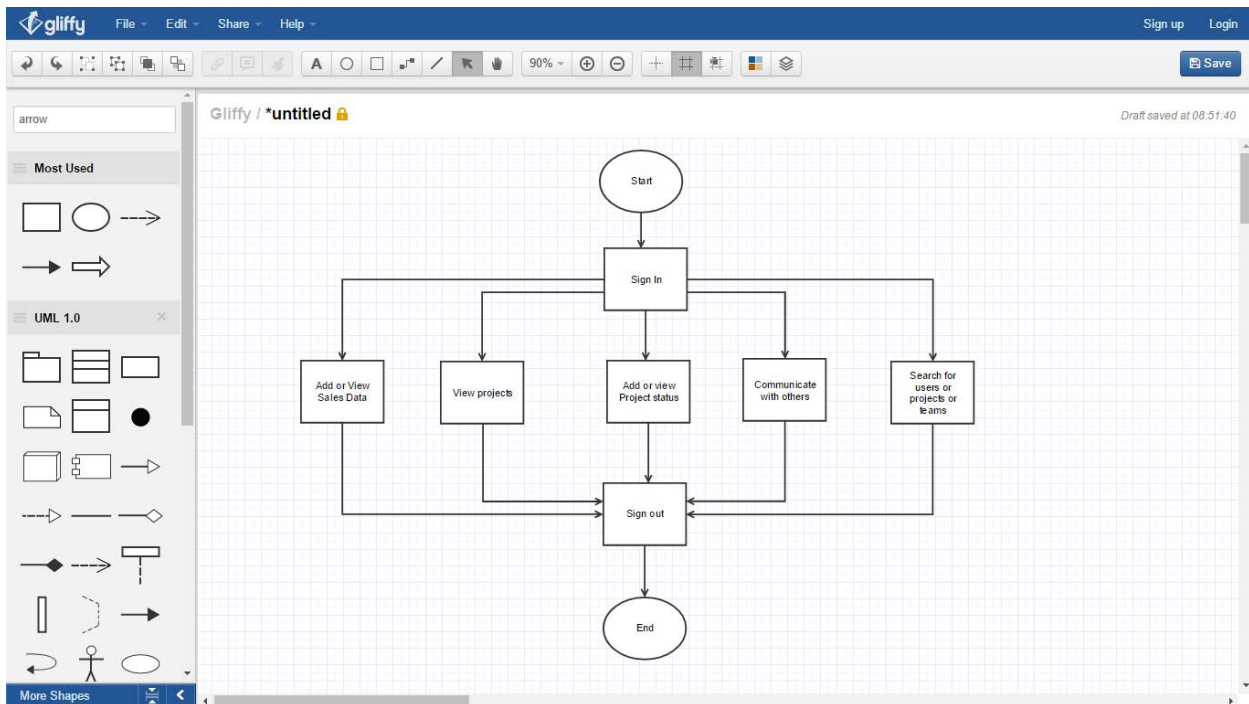 gliffy File Edit Share Help Sign up Login
A 90% Save
arrow
Gliffy / *untitled
Draft saved at 08:51:40
Most Used
UML 1.0
More Shapes
Start
Sign In
Add or View
Sales Data
View projects
Add or view
Project status
Communicate
with others
Search for
users or
projects or
teams
Sign out
End